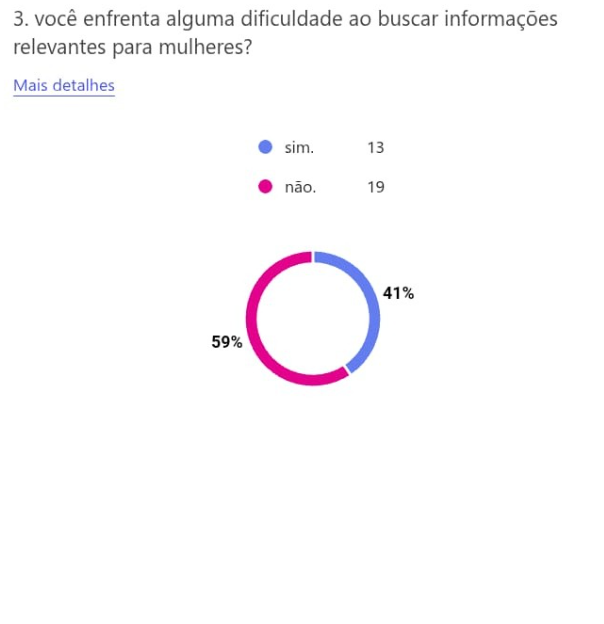 3. você enfrenta alguma dificuldade ao buscar informações
relevantes para mulheres?
Mais detalhes
sim. 13
não. 19
41%
59%